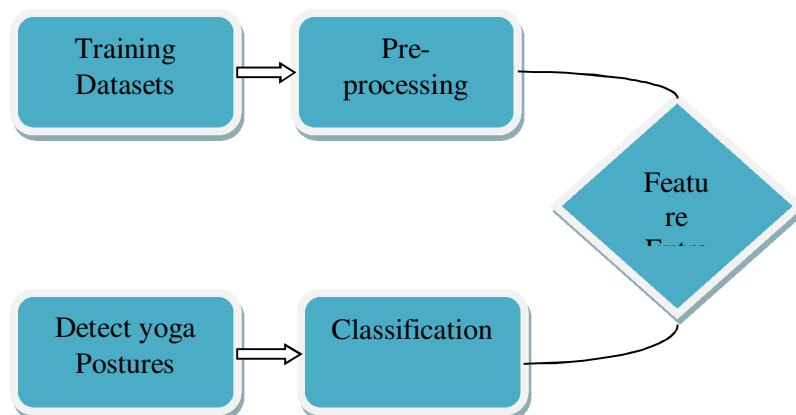 Training
Datasets
Pre-
processing
Featu
re
Detect yoga
Postures
Classification